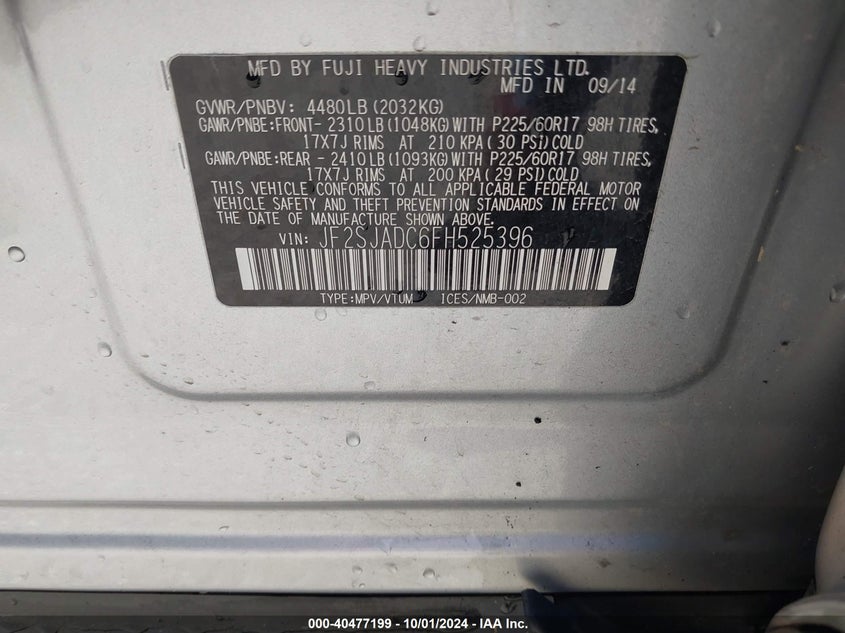 MFD BY FUJI HEAVY INDUSTRIES LTD.
MFD IN 09/14
GVWR/PNBV: 4480LB (2032KG)
GAWR/PNBE:FRONT- 2310LB (1048KG) WITH P225/60R17 98H TIRES,
17X7J RIMS AT 210 KPA ( 30 PSI) COLD
GAWR/PNBE:REAR - 2410LB (1093KG) WITH P225/60R17 98H TIRES,
17X7J RIMS AT 200 KPA ( 29 PSI) COLD
THIS VEHICLE CONFORMS TO ALL APPLICABLE FEDERAL MOTOR
VEHICLE SAFETY AND THEFT PREVENTION STANDARDS IN EFFECT ON
THE DATE OF MANUFACTURE SHOWN ABOVE.
VIN: JF2SJADC6FH525396
TYPE:MPV/VTUM ICES/NMB-002
000-40477199 - 10/01/2024 - IAA Inc.